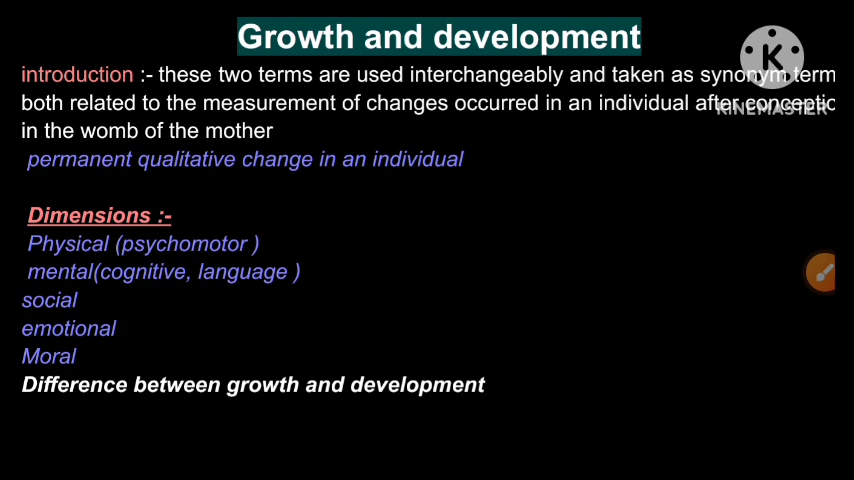 Growth and development
introduction :- these two terms are used interchangeably and taken as synonym term
both related to the measurement of changes occurred in an individual after conceptio
in the womb of the mother
permanent qualitative change in an individual
Dimensions :-
Physical (psychomotor )
mental(cognitive, language )
social
emotional
Moral
Difference between growth and development
K
KINEMASTER